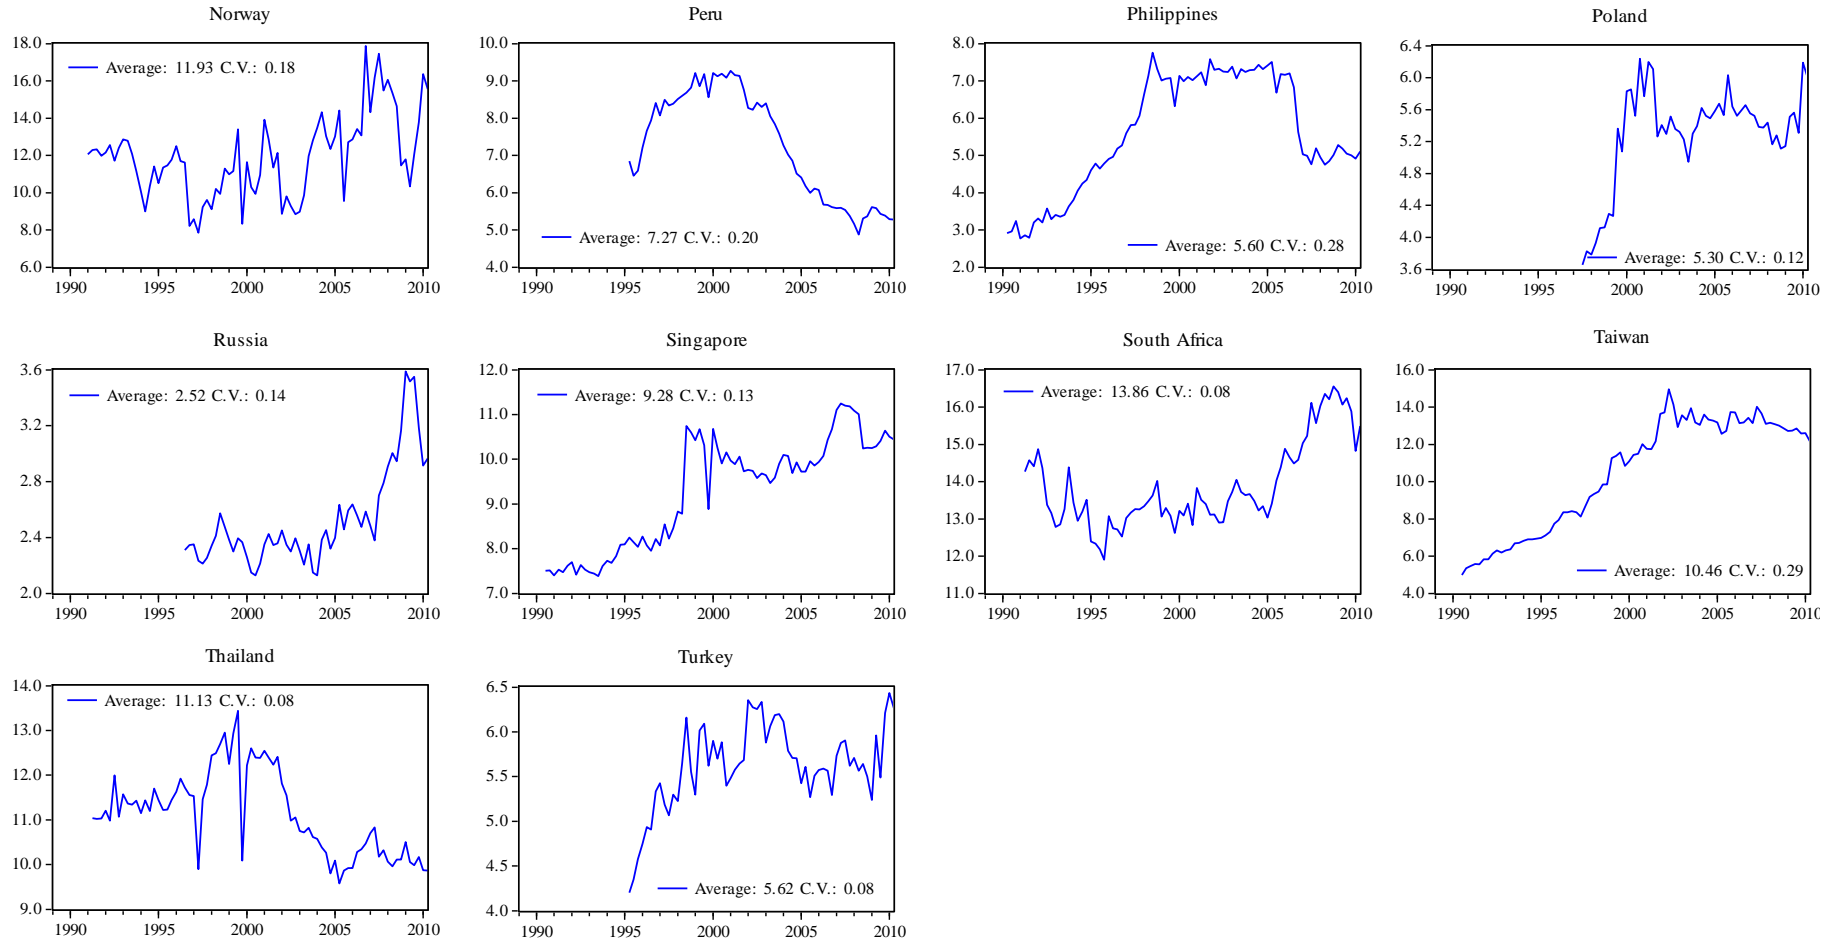 Norway
18.0
16.0
14.0
12.0
10.0
8.0
6.0
Average: 11.93 C.V.: 0.18
1990 1995 2000 2005 2010
Peru
10.0
9.0
8.0
7.0
6.0
5.0
4.0
Average: 7.27 C.V.: 0.20
1990 1995 2000 2005 2010
Philippines
8.0
7.0
6.0
5.0
4.0
3.0
2.0
Average: 5.60 C.V.: 0.28
1990 1995 2000 2005 2010
Poland
6.4
6.0
5.6
5.2
4.8
4.4
4.0
3.6
Average: 5.30 C.V.: 0.12
1990 1995 2000 2005 2010
Russia
3.6
3.2
2.8
2.4
2.0
Average: 2.52 C.V.: 0.14
1990 1995 2000 2005 2010
Singapore
12.0
11.0
10.0
9.0
8.0
7.0
Average: 9.28 C.V.: 0.13
1990 1995 2000 2005 2010
South Africa
17.0
16.0
15.0
14.0
13.0
12.0
11.0
Average: 13.86 C.V.: 0.08
1990 1995 2000 2005 2010
Taiwan
16.0
14.0
12.0
10.0
8.0
6.0
4.0
Average: 10.46 C.V.: 0.29
1990 1995 2000 2005 2010
Thailand
14.0
13.0
12.0
11.0
10.0
9.0
Average: 11.13 C.V.: 0.08
1990 1995 2000 2005 2010
Turkey
6.5
6.0
5.5
5.0
4.5
4.0
Average: 5.62 C.V.: 0.08
1990 1995 2000 2005 2010